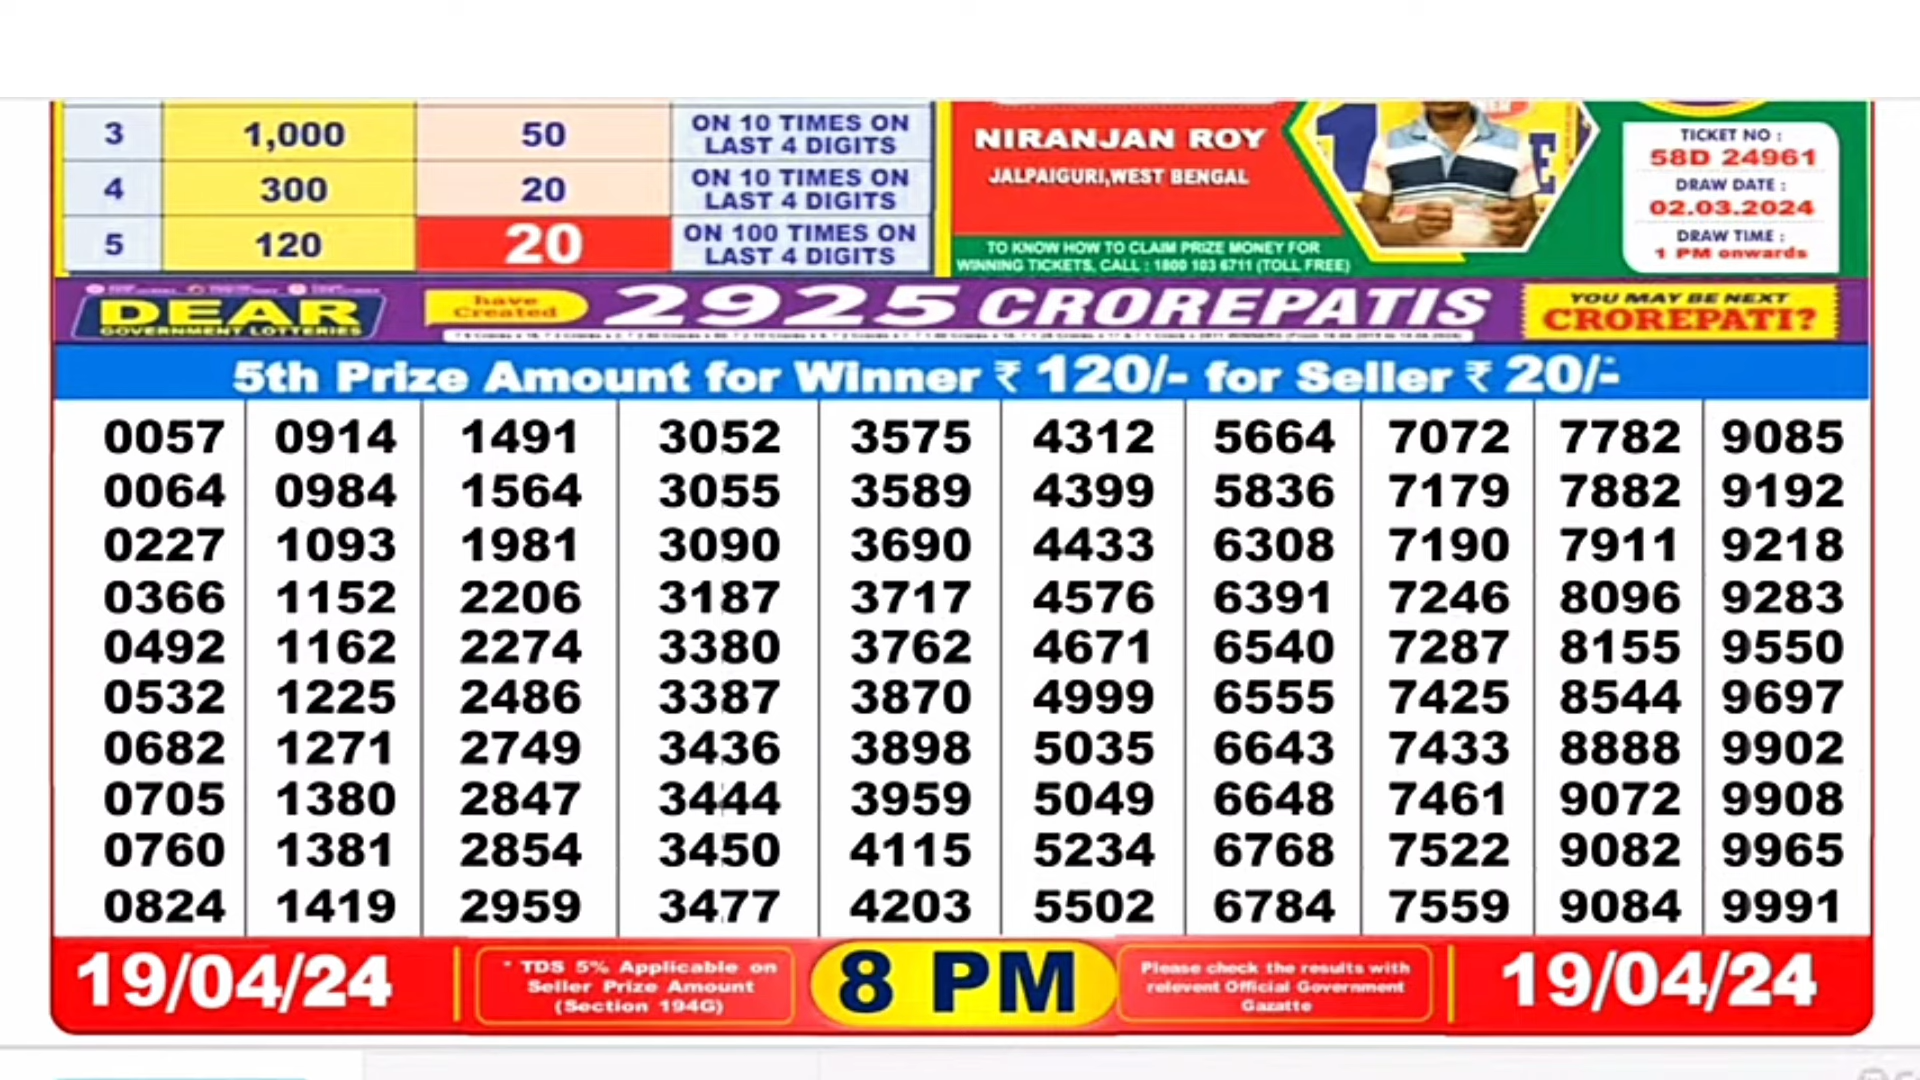 3 1,000 50 ON 10 TIMES ON LAST 4 DIGITS
4 300 20 ON 10 TIMES ON LAST 4 DIGITS
5 120 20 ON 100 TIMES ON LAST 4 DIGITS
NIRANJAN ROY
JALPAIGURI,WEST BENGAL
TO KNOW HOW TO CLAIM PRIZE MONEY FOR
WINNING TICKETS, CALL : 1800 103 6711 (TOLL FREE)
TICKET NO :
58D 24961
DRAW DATE :
02.03.2024
DRAW TIME :
1 PM onwards
DEAR
GOVERNMENT LOTTERIES
have
Created
2925 CROREPATIS
YOU MAY BE NEXT
CROREPATI?
5th Prize Amount for Winner ₹ 120/- for Seller ₹ 20/-
0057 0914 1491 3052 3575 4312 5664 7072 7782 9085
0064 0984 1564 3055 3589 4399 5836 7179 7882 9192
0227 1093 1981 3090 3690 4433 6308 7190 7911 9218
0366 1152 2206 3187 3717 4576 6391 7246 8096 9283
0492 1162 2274 3380 3762 4671 6540 7287 8155 9550
0532 1225 2486 3387 3870 4999 6555 7425 8544 9697
0682 1271 2749 3436 3898 5035 6643 7433 8888 9902
0705 1380 2847 3444 3959 5049 6648 7461 9072 9908
0760 1381 2854 3450 4115 5234 6768 7522 9082 9965
0824 1419 2959 3477 4203 5502 6784 7559 9084 9991
19/04/24
* TDS 5% Applicable on
Seller Prize Amount
(Section 194G)
8 PM
Please check the results with
relevent Official Government
Gazatte
19/04/24